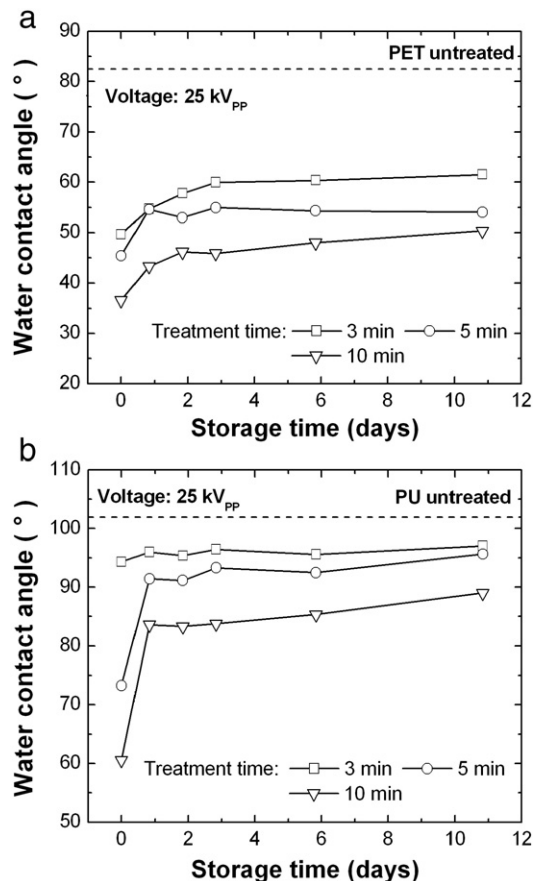 a
90
PET untreated
80
Voltage: 25 kVPP
70
60
50
40
Treatment time: 3 min 5 min
30
10 min
20
0 2 4 6 8 10 12
Storage time (days)
Water contact angle ( ° )
b
110
Voltage: 25 kVPP PU untreated
100
90
80
70
Treatment time: 3 min 5 min
60
10 min
50
0 2 4 6 8 10 12
Storage time (days)
Water contact angle ( ° )